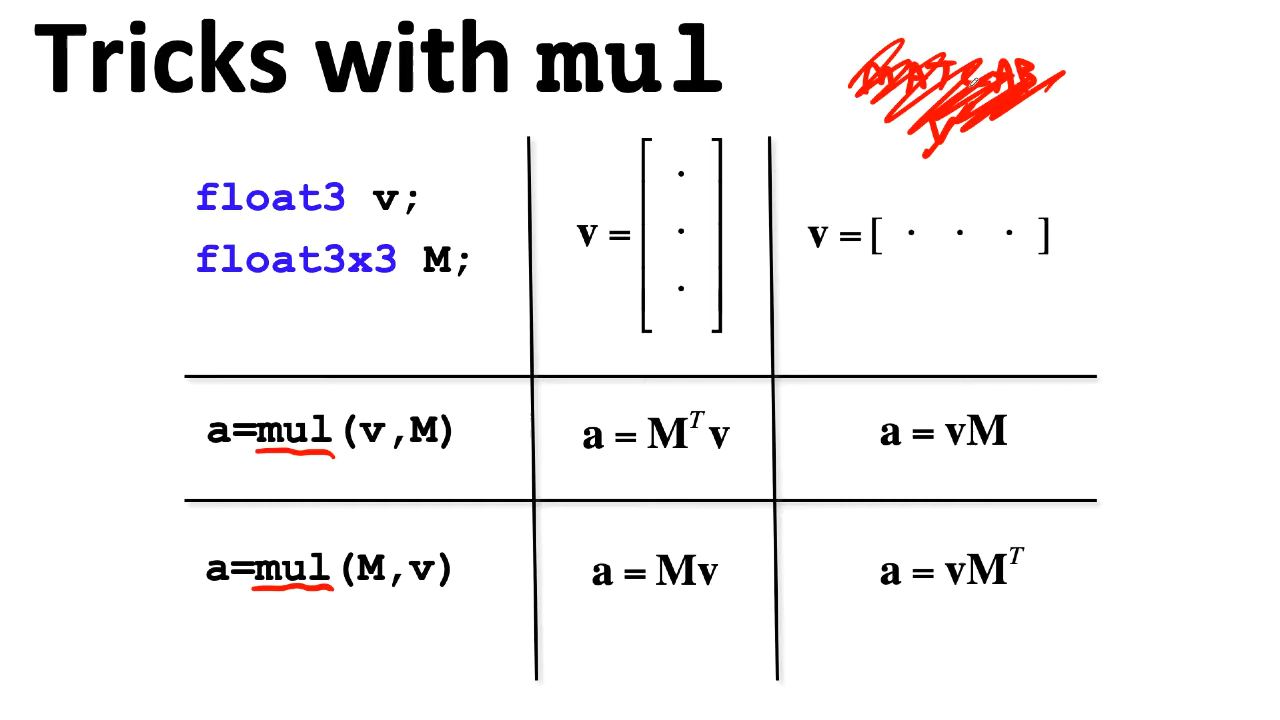 Tricks with mul
float3 v;
float3x3 M;
v = [ · · · ]
v = [ · · · ]
a=mul(v,M)
a = M^T v
a = vM
a=mul(M,v)
a = Mv
a = vM^T